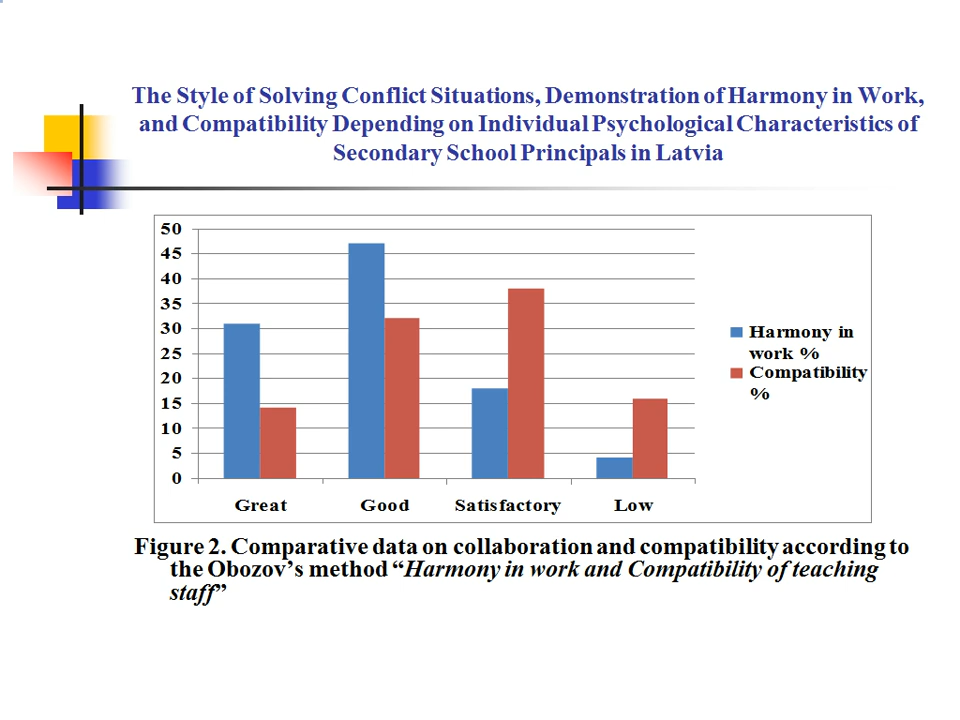 The Style of Solving Conflict Situations, Demonstration of Harmony in Work,
and Compatibility Depending on Individual Psychological Characteristics of
Secondary School Principals in Latvia
50
45
40
35
30
25
20
15
10
5
0
Great Good Satisfactory Low
Harmony in
work %
Compatibility
%
Figure 2. Comparative data on collaboration and compatibility according to
the Obozov’s method “Harmony in work and Compatibility of teaching
staff”